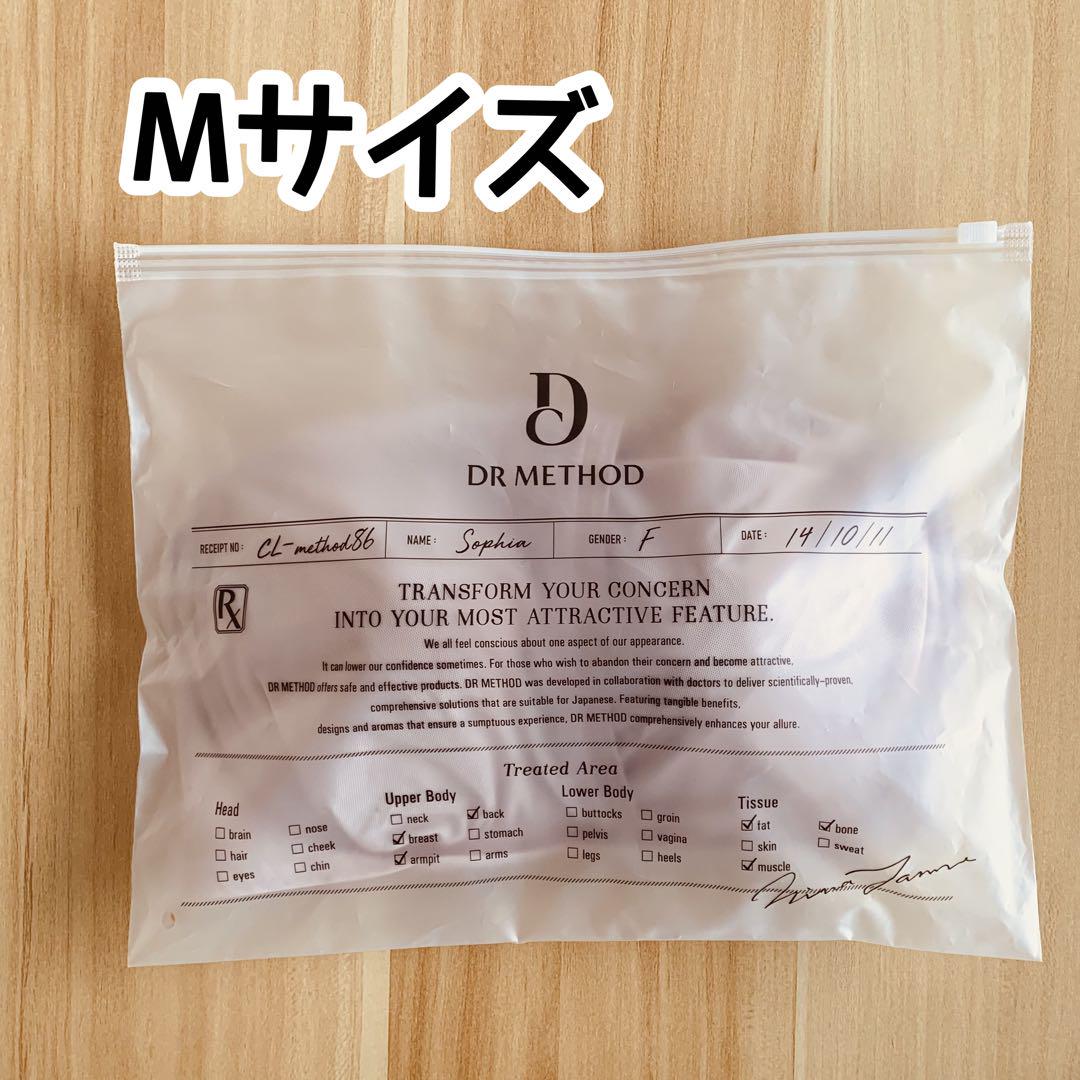 Mサイズ
DR METHOD
RECEIPT NO: CL-method86 NAME: Sophia GENDER: F DATE: 14/10/11
Rx
TRANSFORM YOUR CONCERN
INTO YOUR MOST ATTRACTIVE FEATURE.
We all feel conscious about one aspect of our appearance.
It can lower our confidence sometimes. For those who wish to abandon their concern and become attractive,
DR METHOD offers safe and effective products. DR METHOD was developed in collaboration with doctors to deliver scientifically-proven,
comprehensive solutions that are suitable for Japanese. Featuring tangible benefits,
designs and aromas that ensure a sumptuous experience, DR METHOD comprehensively enhances your allure.
Treated Area
Head
brain
hair
eyes
nose
cheek
chin
Upper Body
neck
breast
armpit
back
stomach
arms
Lower Body
buttocks
pelvis
legs
groin
vagina
heels
Tissue
fat
skin
muscle
bone
sweat